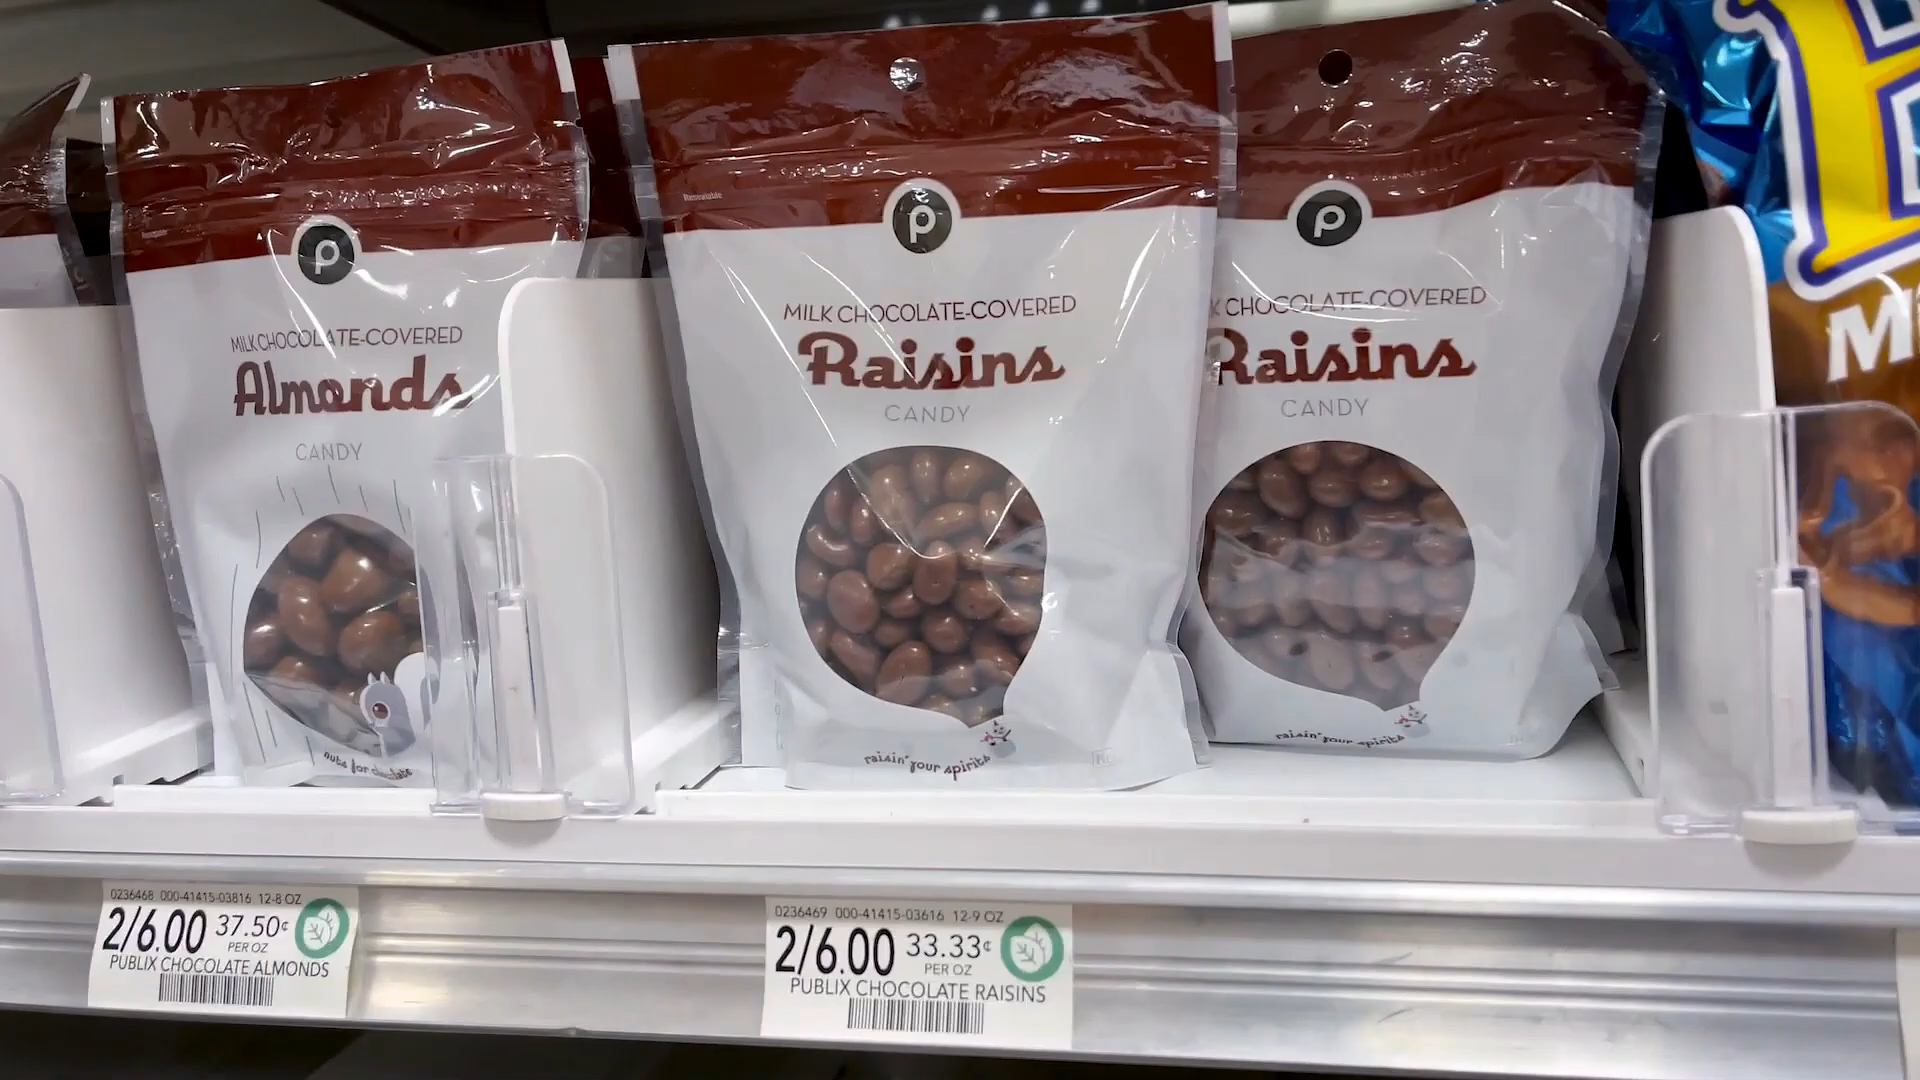 P
MILK CHOCOLATE-COVERED
Almonds
CANDY
nuts for chocolate
Resealable
P
MILK CHOCOLATE-COVERED
Raisins
CANDY
raisin' your spirits
P
K CHOCOLATE-COVERED
Raisins
CANDY
raisin' your spirits
M
0236468 000-41415-03816 12-8 OZ
2/6.00 37.50¢
PER OZ
PUBLIX CHOCOLATE ALMONDS
0236469 000-41415-03616 12-9 OZ
2/6.00 33.33¢
PER OZ
PUBLIX CHOCOLATE RAISINS